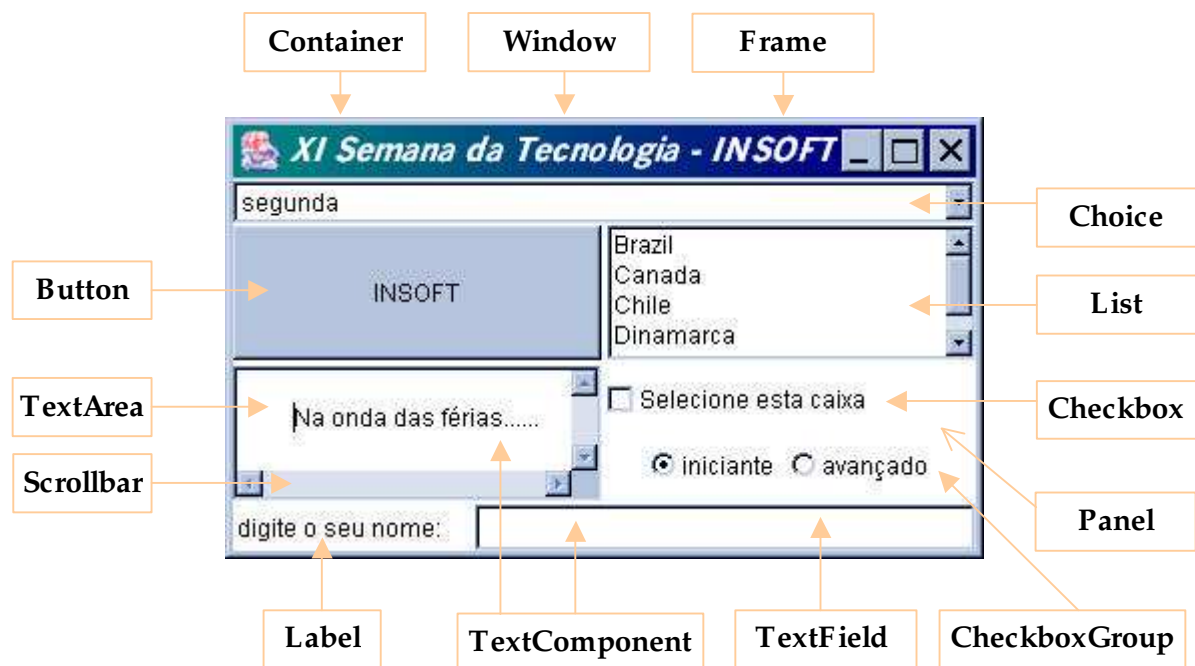 Container
Window
Frame
XI Semana da Tecnologia - INSOFT
segunda
Choice
Button
INSOFT
Brazil
Canada
Chile
Dinamarca
List
TextArea
Na onda das férias......
Selecione esta caixa
Checkbox
Scrollbar
iniciante
avançado
Panel
digite o seu nome:
Label
TextComponent
TextField
CheckboxGroup